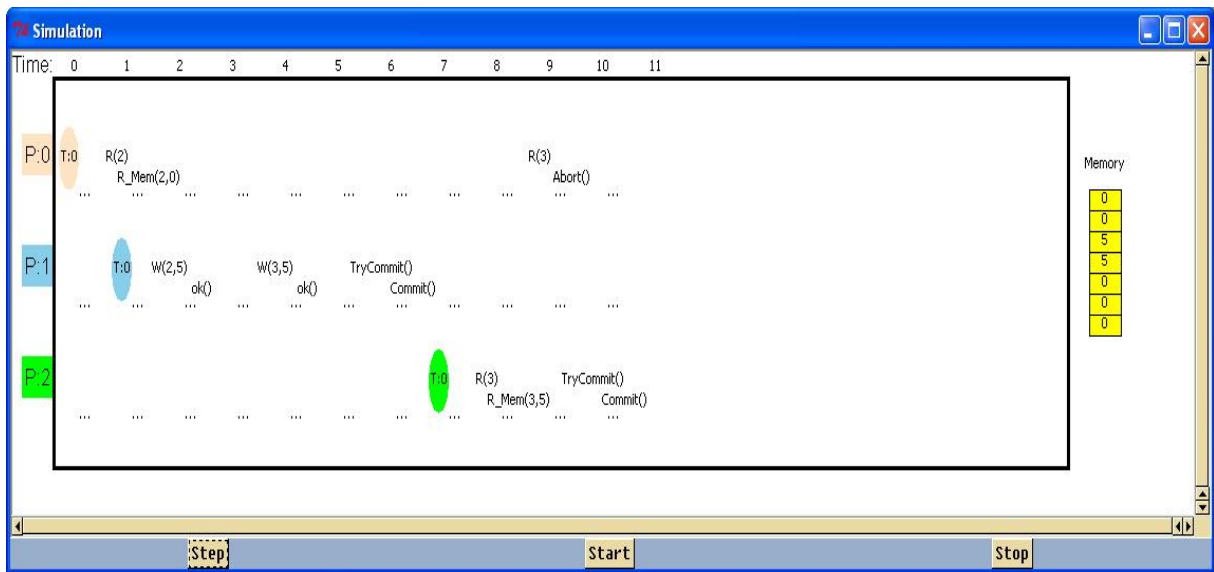 7% Simulation
Time: 0 1 2 3 4 5 6 7 8 9 10 11
P:0 T:0 R(2) R(3)
R_Mem(2,0) Abort()
... ... ... ... ... ... ... ... ... ... ...
Memory
0
0
5
5
0
0
0
P:1 T:0 W(2,5) W(3,5) TryCommit()
ok() ok() Commit()
... ... ... ... ... ... ... ... ... ... ...
P:2 T:0 R(3) TryCommit()
R_Mem(3,5) Commit()
... ... ... ... ... ... ... ... ... ... ...
Step Start Stop